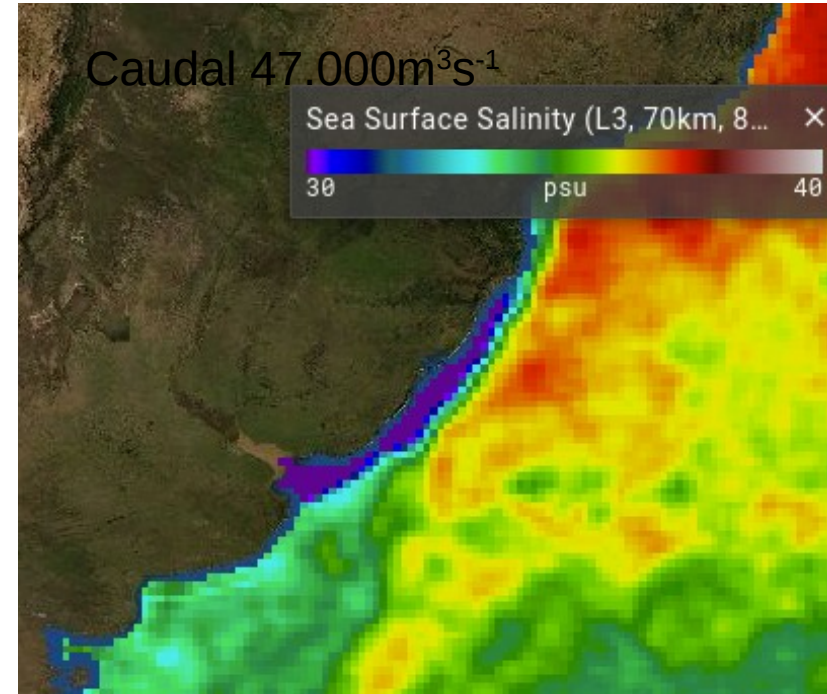 Caudal 47.000m³s⁻¹
Sea Surface Salinity (L3, 70km, 8...
30 psu 40